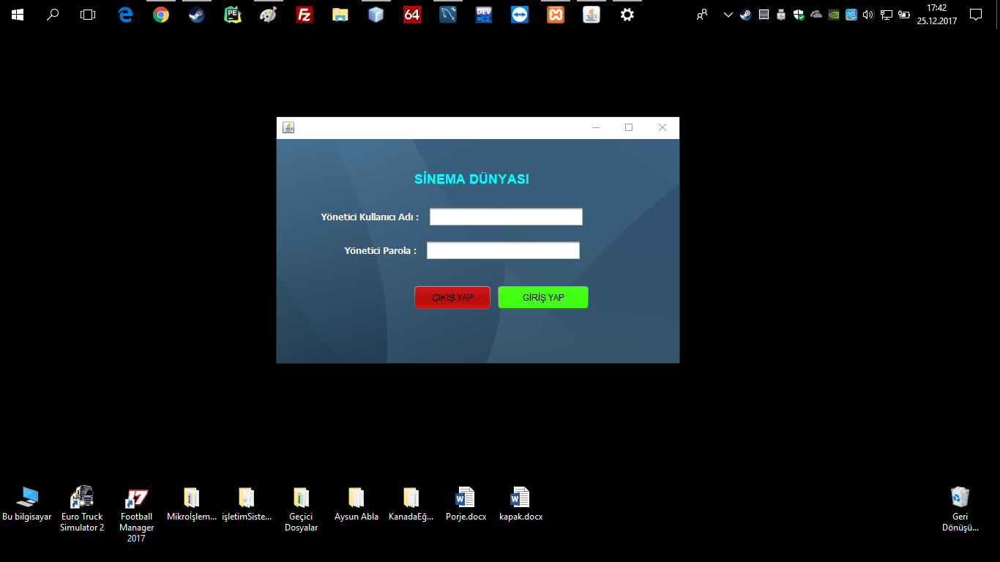 PE
Fz
64
DEV
C++
17:42
25.12.2017
SİNEMA DÜNYASI
Yönetici Kullanıcı Adı :
Yönetici Parola :
ÇIKIŞ YAP
GİRİŞ YAP
17
W
W
Bu bilgisayar
Euro Truck
Simulator 2
Football
Manager
2017
Mikroİşlem...
işletimSiste...
Geçici
Dosyalar
Aysun Abla
KanadaEğ...
Porje.docx
kapak.docx
Geri
Dönüşü...